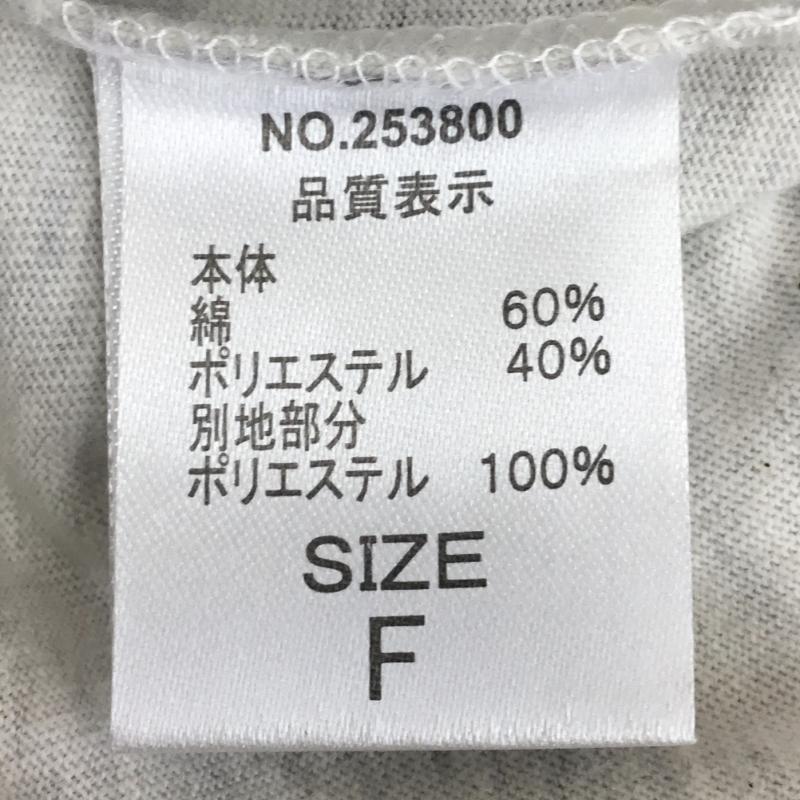 NO.253800
品質表示
本体
綿 60%
ポリエステル 40%
別地部分
ポリエステル 100%
SIZE
F